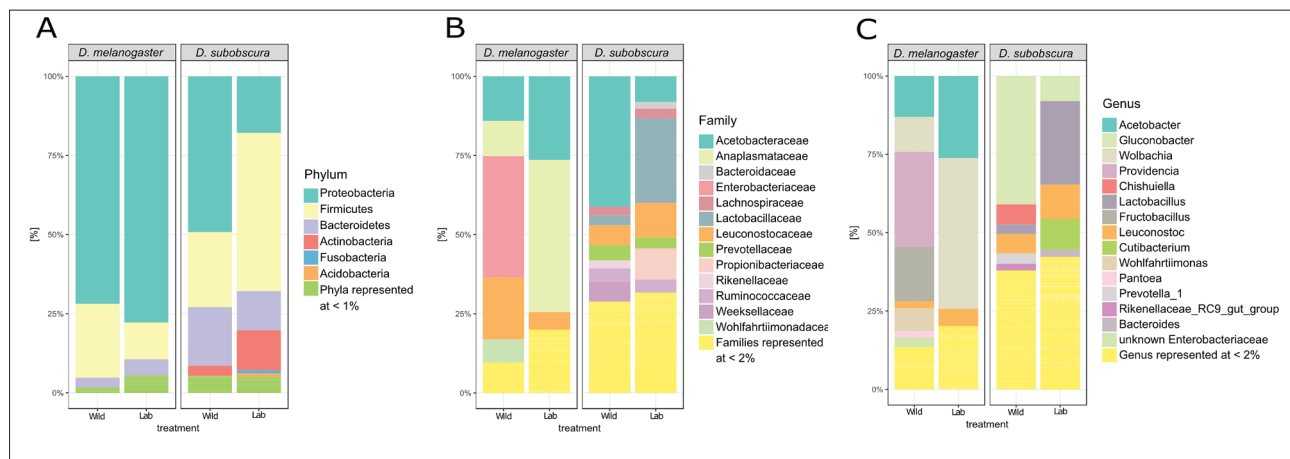 A
D. melanogaster
D. subobscura
100%
75%
50%
25%
0%
[%]
Wild
Lab
Wild
Lab
treatment
Phylum
Proteobacteria
Firmicutes
Bacteroidetes
Actinobacteria
Fusobacteria
Acidobacteria
Phyla represented
at < 1%
B
D. melanogaster
D. subobscura
100%
75%
50%
25%
0%
[%]
Wild
Lab
Wild
Lab
treatment
Family
Acetobacteraceae
Anaplasmataceae
Bacteroidaceae
Enterobacteriaceae
Lachnospiraceae
Lactobacillaceae
Leuconostocaceae
Prevotellaceae
Propionibacteriaceae
Rikenellaceae
Ruminococcaceae
Weeksellaceae
Wohlfahrtiimonadacea
Families represented
at < 2%
C
D. melanogaster
D. subobscura
100%
75%
50%
25%
0%
[%]
Wild
Lab
Wild
Lab
treatment
Genus
Acetobacter
Gluconobacter
Wolbachia
Providencia
Chishuiella
Lactobacillus
Fructobacillus
Leuconostoc
Cutibacterium
Wohlfahrtiimonas
Pantoea
Prevotella_1
Rikenellaceae_RC9_gut_group
Bacteroides
unknown Enterobacteriaceae
Genus represented at < 2%